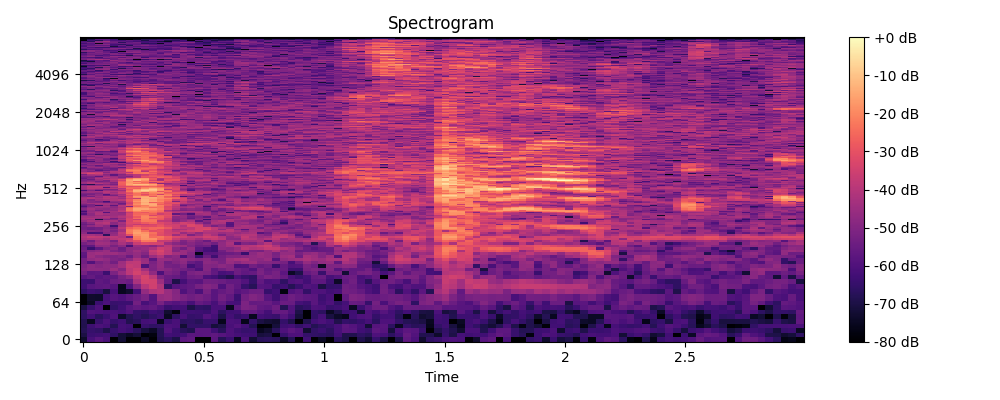 Spectrogram
Hz
4096
2048
1024
512
256
128
64
0
0
0.5
1
1.5
2
2.5
Time
+0 dB
-10 dB
-20 dB
-30 dB
-40 dB
-50 dB
-60 dB
-70 dB
-80 dB